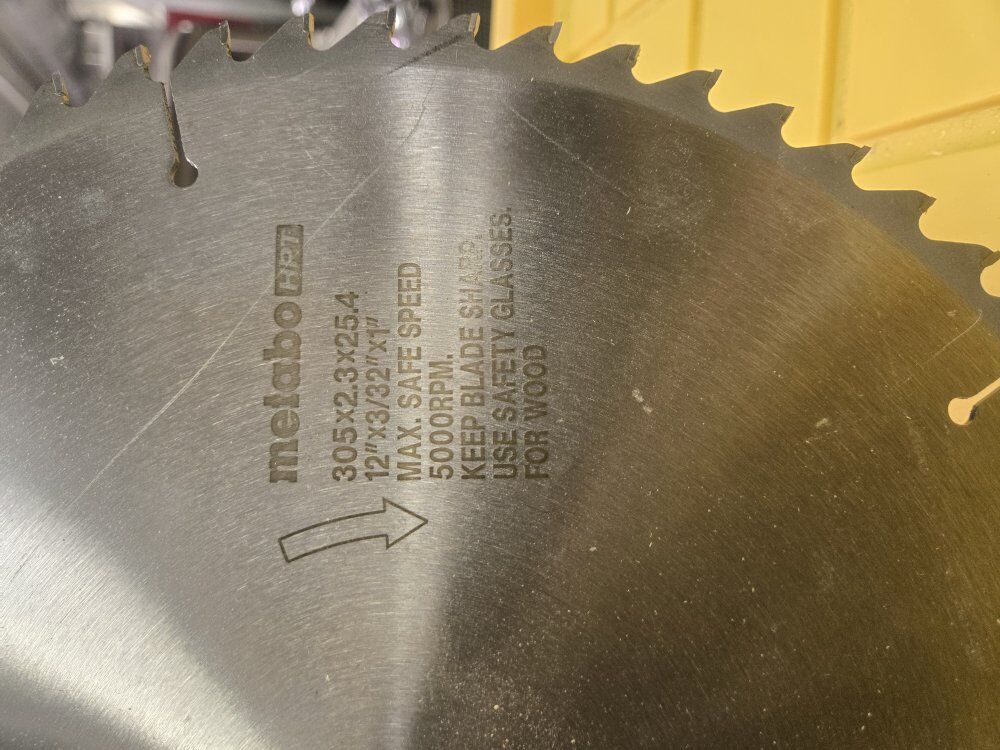 metabo HPT
305x2.3x25.4
12"x3/32"x1"
MAX. SAFE SPEED
5000RPM.
KEEP BLADE SHARP.
USE SAFETY GLASSES.
FOR WOOD